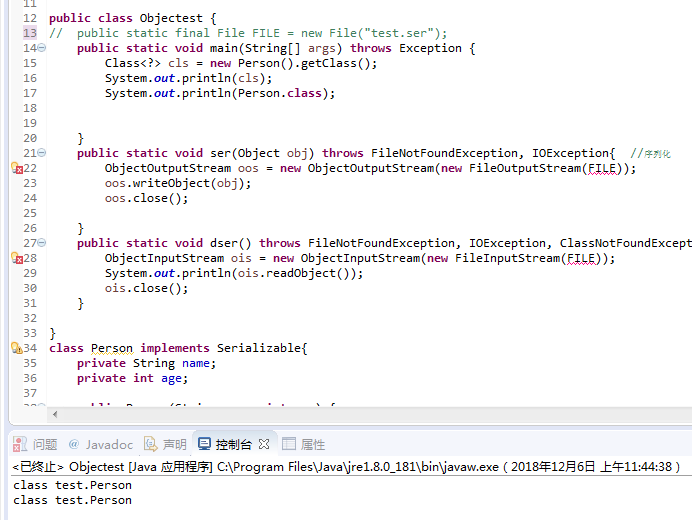 11
12 public class Objectest {
13 //  public static final File FILE = new File("test.ser");
14     public static void main(String[] args) throws Exception {
15         Class<?> cls = new Person().getClass();
16         System.out.println(cls);
17         System.out.println(Person.class);
18
19
20     }
21     public static void ser(Object obj) throws FileNotFoundException, IOException{  //序列化
22         ObjectOutputStream oos = new ObjectOutputStream(new FileOutputStream(FILE));
23         oos.writeObject(obj);
24         oos.close();
25
26     }
27     public static void dser() throws FileNotFoundException, IOException, ClassNotFoundExcept
28         ObjectInputStream ois = new ObjectInputStream(new FileInputStream(FILE));
29         System.out.println(ois.readObject());
30         ois.close();
31     }
32
33 }
34 class Person implements Serializable{
35     private String name;
36     private int age;
37
问题 @ Javadoc 声明 控制台 属性
<已终止> Objectest [Java 应用程序] C:\Program Files\Java\jre1.8.0_181\bin\javaw.exe ( 2018年12月6日 上午11:44:38 )
class test.Person
class test.Person